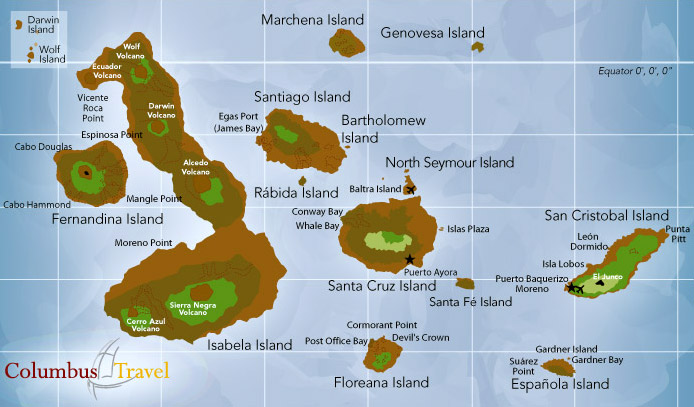 Darwin
Island
Wolf
Island
Marchena Island
Genovesa Island
Equator 0', 0', 0"
Wolf
Volcano
Ecuador
Volcano
Vicente
Roca
Point
Darwin
Volcano
Espinosa Point
Cabo Douglas
Alcedo
Volcano
Cabo Hammond
Mangle Point
Fernandina Island
Santiago Island
Egas Port
(James Bay)
Bartholomew
Island
Rábida Island
North Seymour Island
Baltra Island
Conway Bay
Whale Bay
Islas Plaza
Puerto Ayora
Santa Cruz Island
Santa Fé Island
San Cristobal Island
Punta
Pitt
León
Dormido
Isla Lobos
El Junco
Puerto Baquerizo
Moreno
Moreno Point
Sierra Negra
Volcano
Cerro Azul
Volcano
Isabela Island
Cormorant Point
Post Office Bay
Devil's Crown
Floreana Island
Gardner Island
Gardner Bay
Suárez
Point
Española Island
Columbus Travel